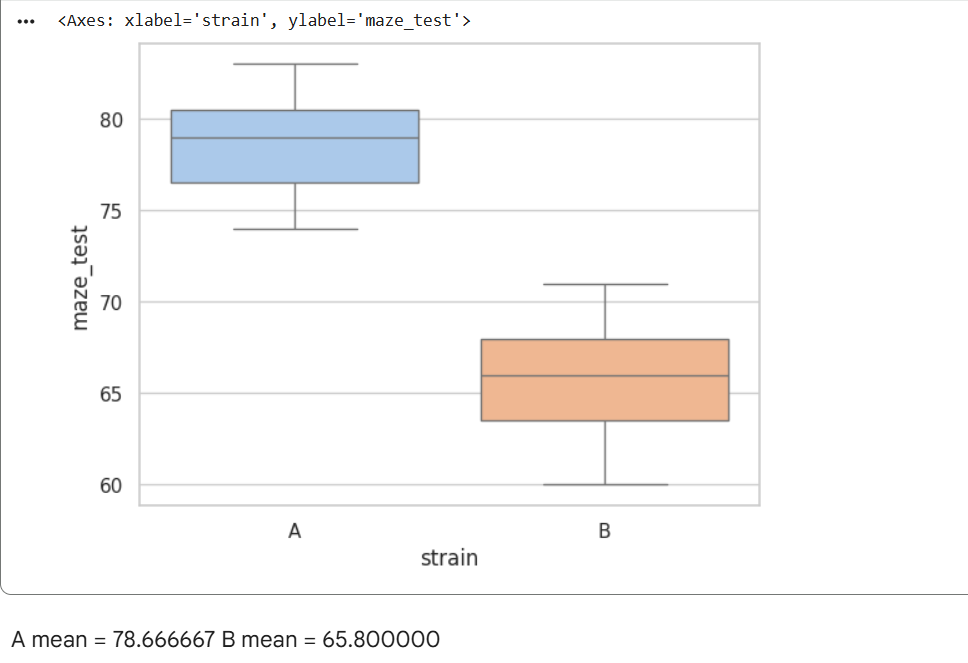 ••• <Axes: xlabel='strain', ylabel='maze_test'>
80
75
70
65
60
maze_test
A B
strain
A mean = 78.666667 B mean = 65.800000